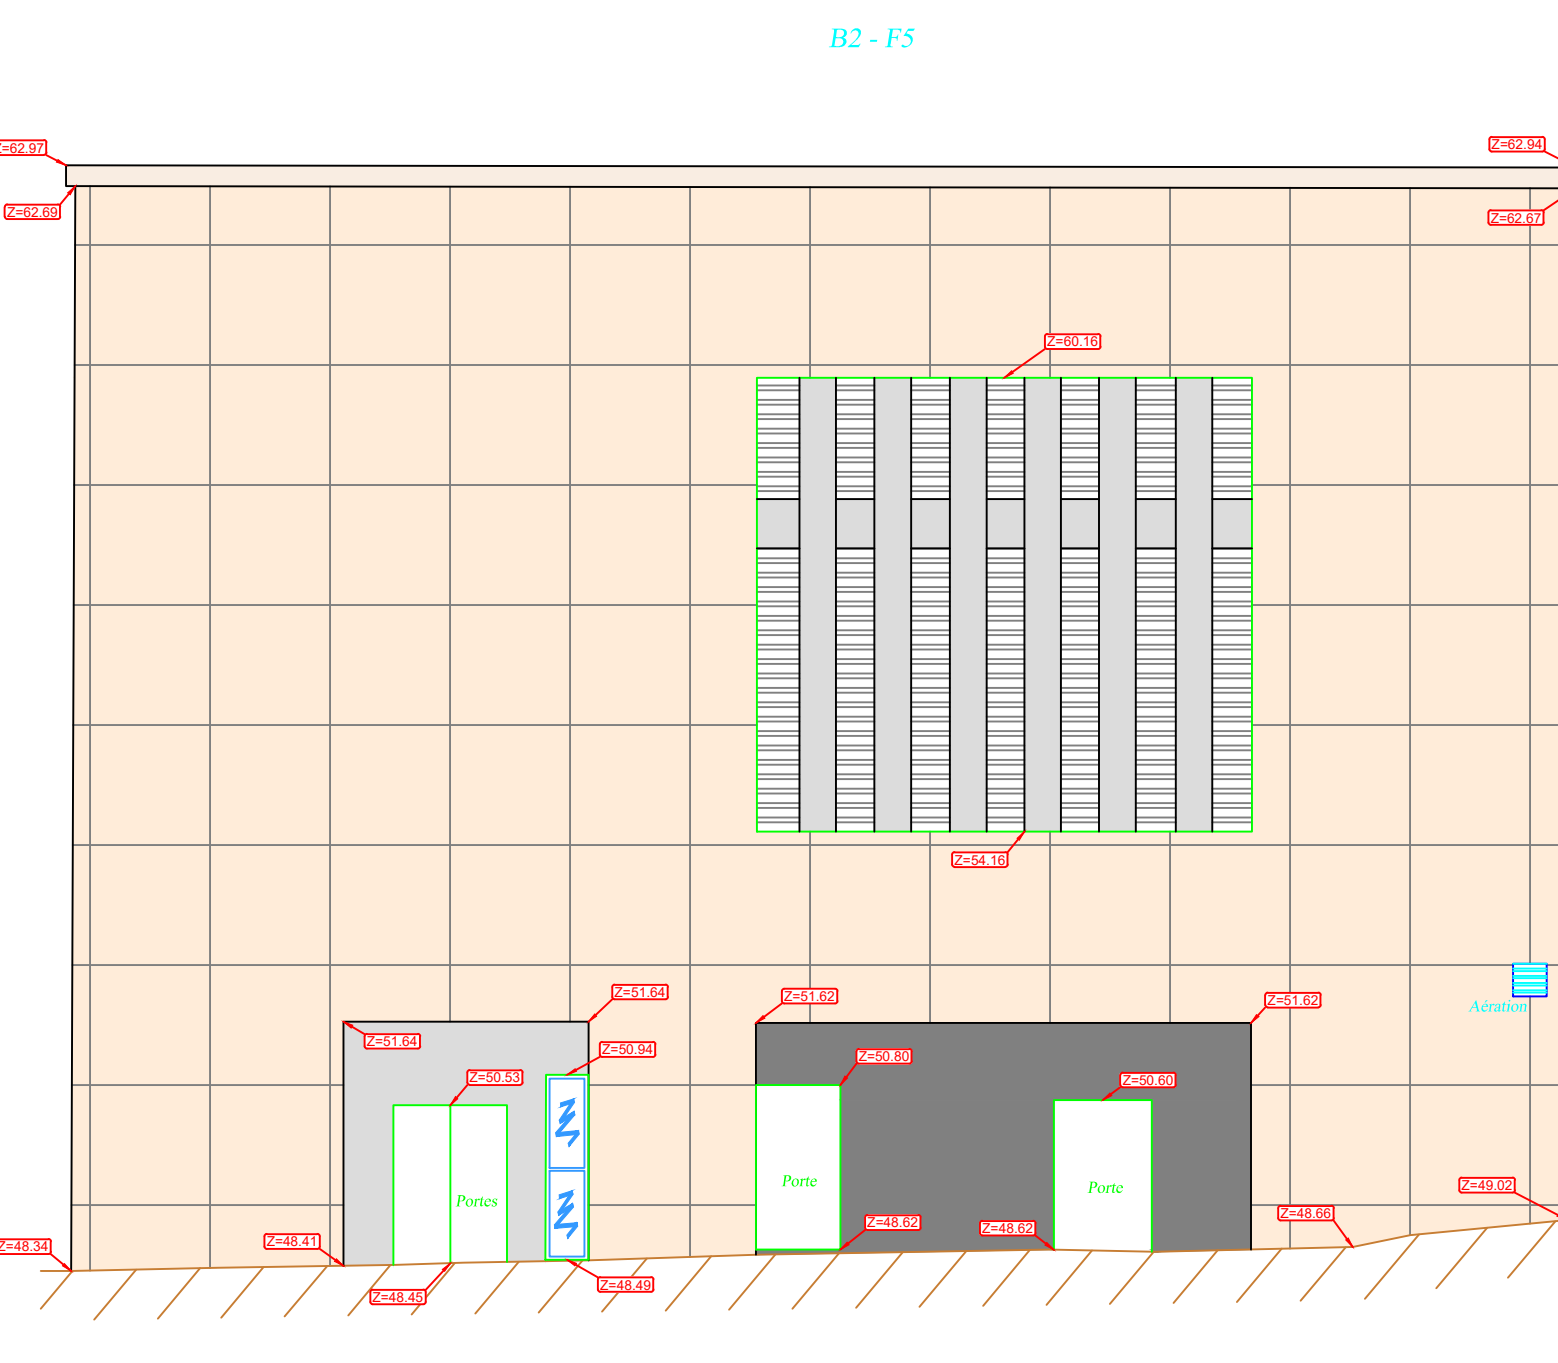 B2 - F5
Z=62.97
Z=62.94
Z=62.69
Z=62.67
Z=60.16
Z=54.16
Z=51.64
Z=51.62
Z=51.62
Aération
Z=51.64
Z=50.94
Z=50.80
Z=50.53
Z=50.60
Porte
Porte
Portes
Z=49.02
Z=48.66
Z=48.62
Z=48.62
Z=48.41
Z=48.34
Z=48.49
Z=48.45